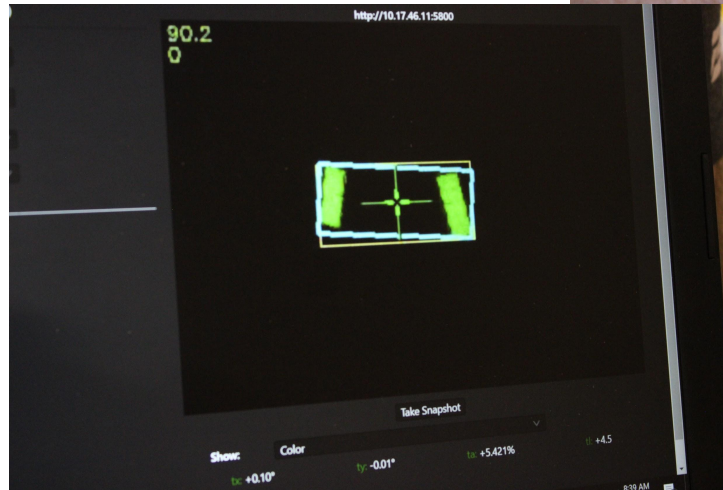 http://10.17.46.11:5800
90.2
0
Take Snapshot
Show: Color
tx: +0.10° ty: -0.01° ta: +5.421% tl: +4.5
8:39 AM